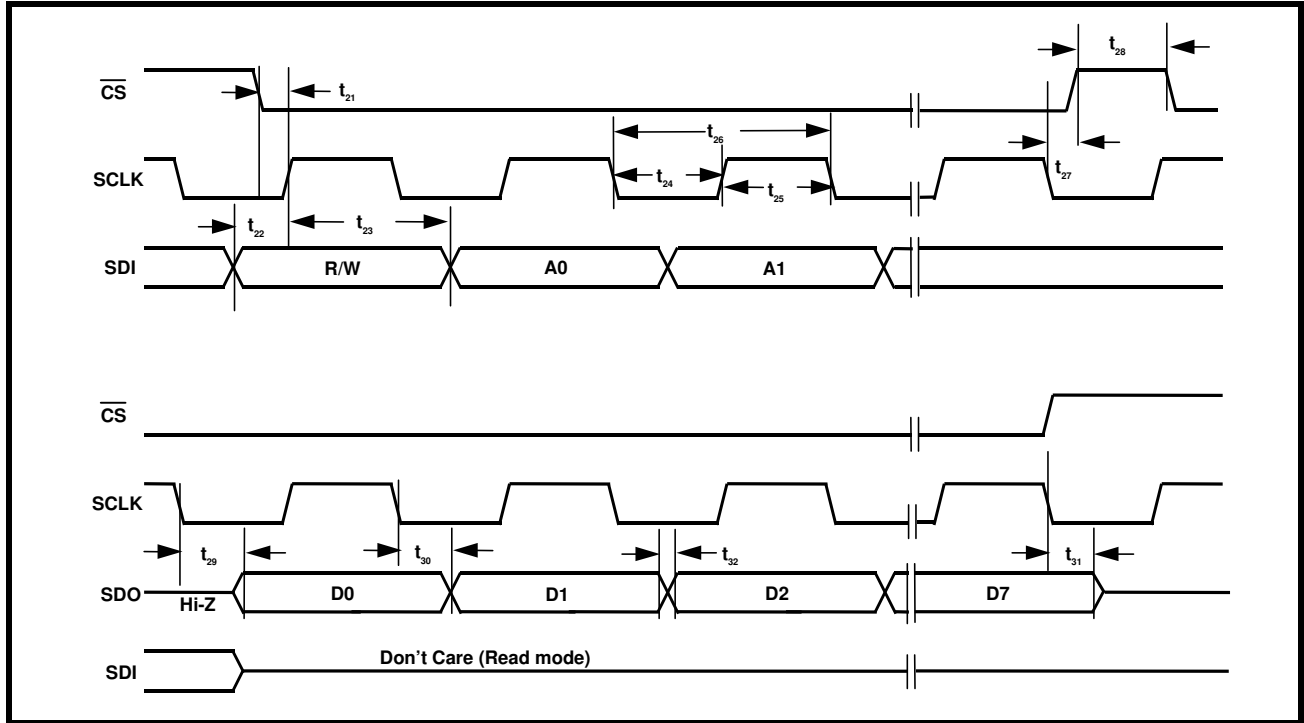 t28
CS
t21
t26
SCLK
t24
t25
t27
t22
t23
SDI
R/W
A0
A1
CS
SCLK
t29
t30
t32
t31
SDO
Hi-Z
D0
D1
D2
D7
Don't Care (Read mode)
SDI